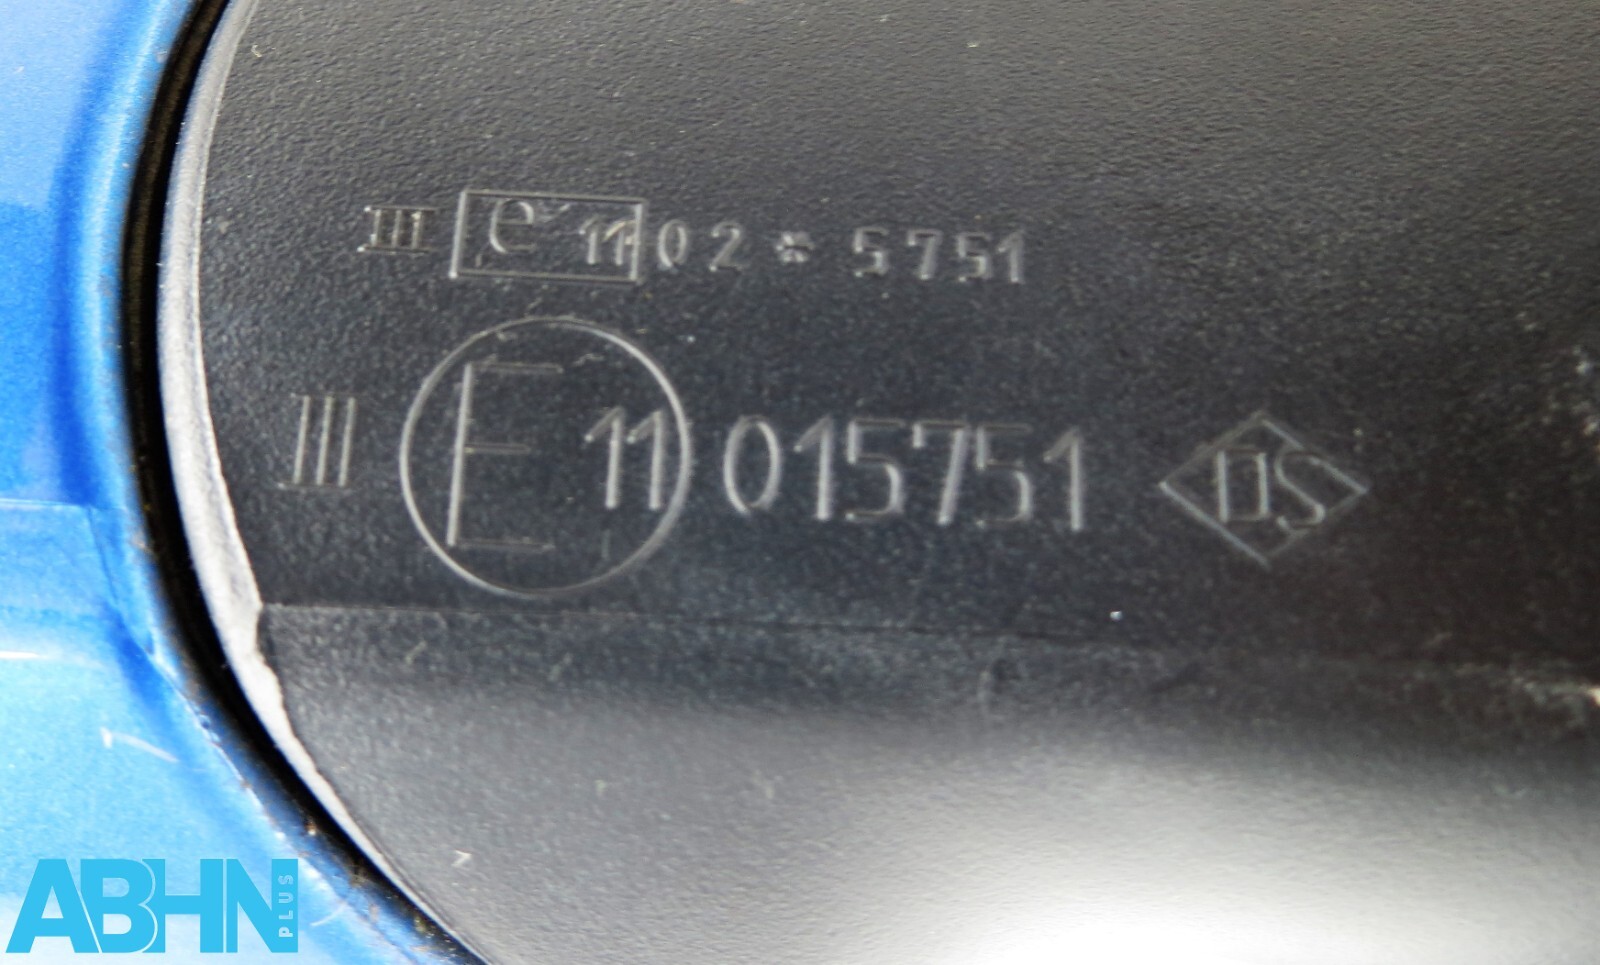 III e 11 02 * 5751
III E 11 015751 DS
ABHN PLUS